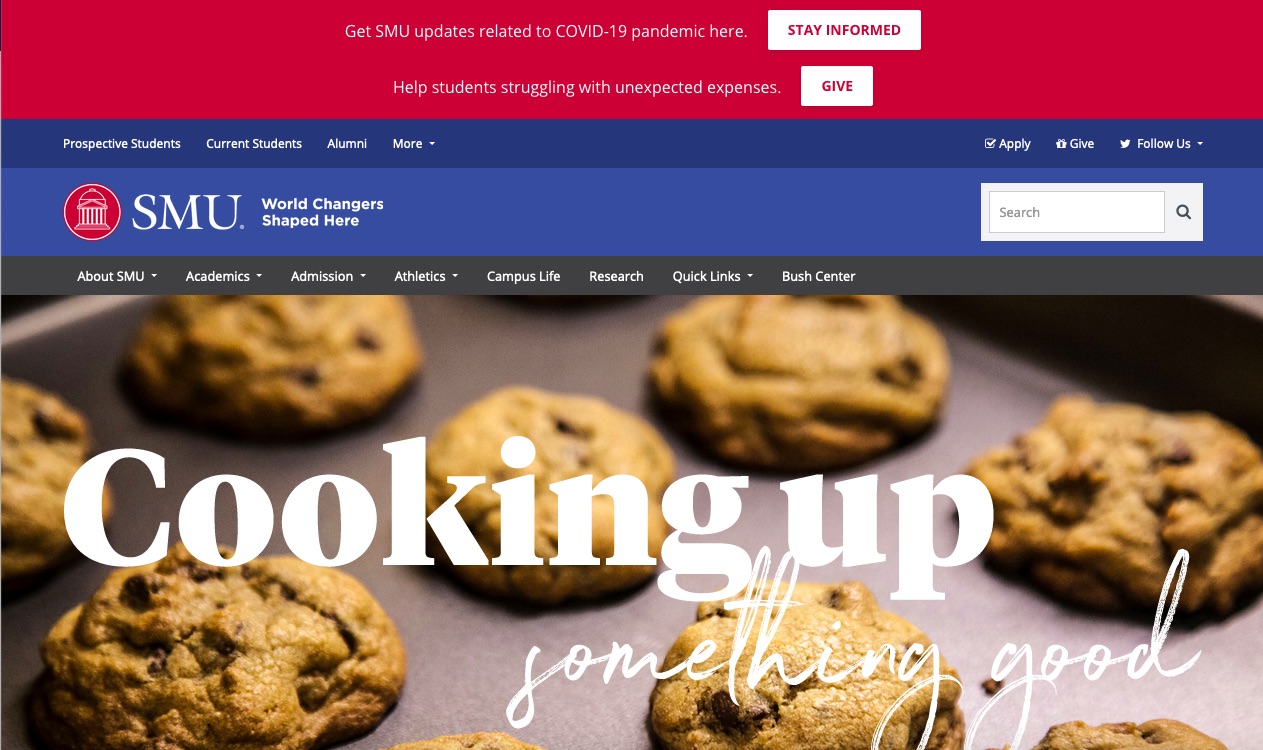 Get SMU updates related to COVID-19 pandemic here. STAY INFORMED
Help students struggling with unexpected expenses. GIVE
Prospective Students Current Students Alumni More Apply Give Follow Us
SMU. World Changers
Shaped Here
Search
About SMU Academics Admission Athletics Campus Life Research Quick Links Bush Center
Cooking up
something good